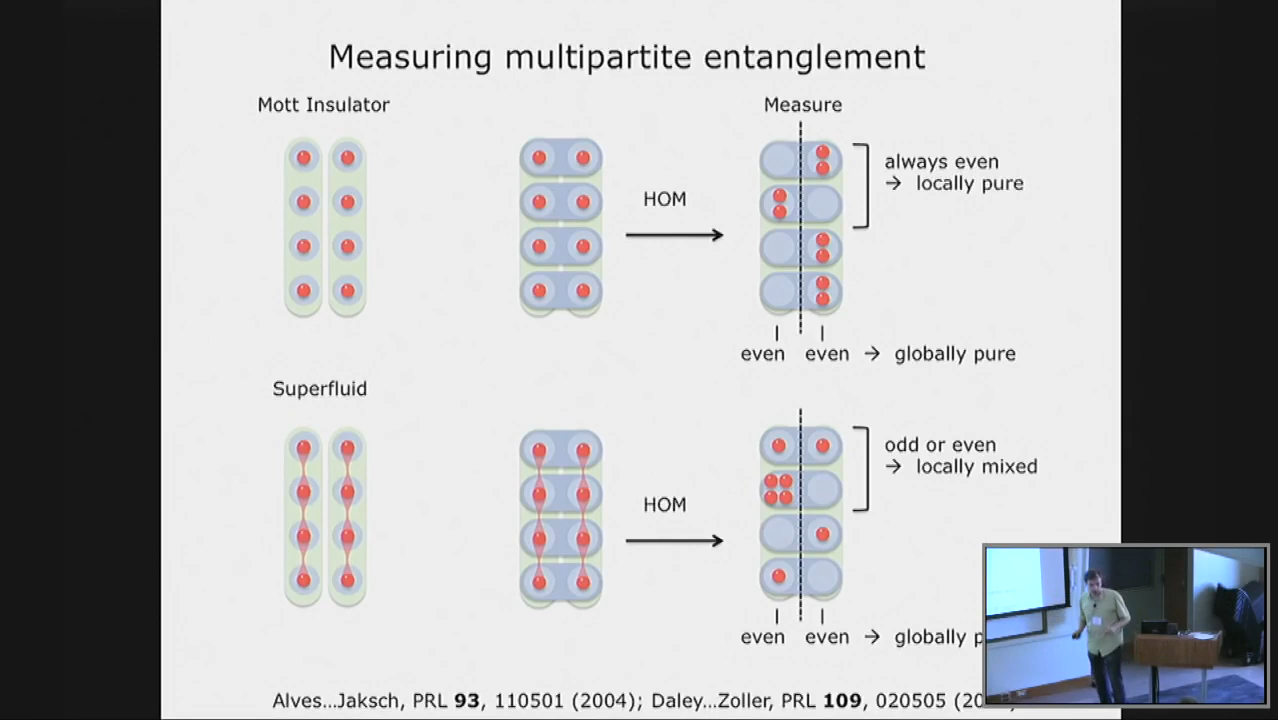 Measuring multipartite entanglement
Mott Insulator
Measure
HOM
always even
→ locally pure
even even → globally pure
Superfluid
HOM
odd or even
→ locally mixed
even even → globally
Alves…Jaksch, PRL 93, 110501 (2004); Daley…Zoller, PRL 109, 020505